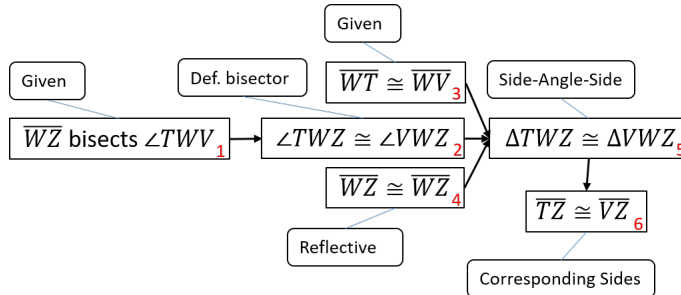 Given
Given
Def. bisector
Side-Angle-Side
W̅T̅ ≅ W̅V̅ 3
W̅Z̅ bisects ∠TWV 1
∠TWZ ≅ ∠VWZ 2
ΔTWZ ≅ ΔVWZ 5
W̅Z̅ ≅ W̅Z̅ 4
T̅Z̅ ≅ V̅Z̅ 6
Reflective
Corresponding Sides